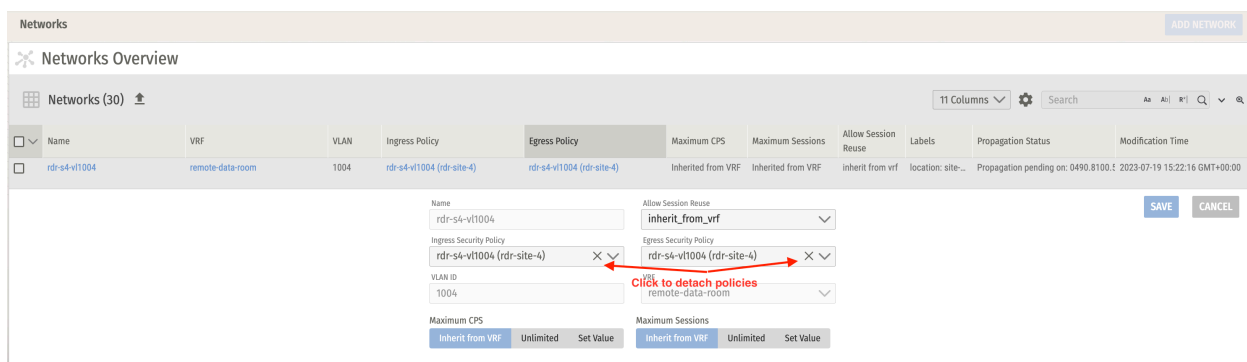 Networks
ADD NETWORK
Networks Overview
Networks (30)
11 Columns
Search
Aa Ab| R*|
Name VRF VLAN Ingress Policy Egress Policy Maximum CPS Maximum Sessions Allow Session Reuse Labels Propagation Status Modification Time
rdr-s4-vl1004 remote-data-room 1004 rdr-s4-vl1004 (rdr-site-4) rdr-s4-vl1004 (rdr-site-4) Inherited from VRF Inherited from VRF inherit from vrf location: site-... Propagation pending on: 0490.8100. 2023-07-19 15:22:16 GMT+00:00
Name Allow Session Reuse
SAVE CANCEL
rdr-s4-vl1004 inherit_from_vrf
Ingress Security Policy Egress Security Policy
rdr-s4-vl1004 (rdr-site-4) rdr-s4-vl1004 (rdr-site-4)
VLAN ID VRF
Click to detach policies
1004 remote-data-room
Maximum CPS Maximum Sessions
Inherit from VRF Unlimited Set Value Inherit from VRF Unlimited Set Value